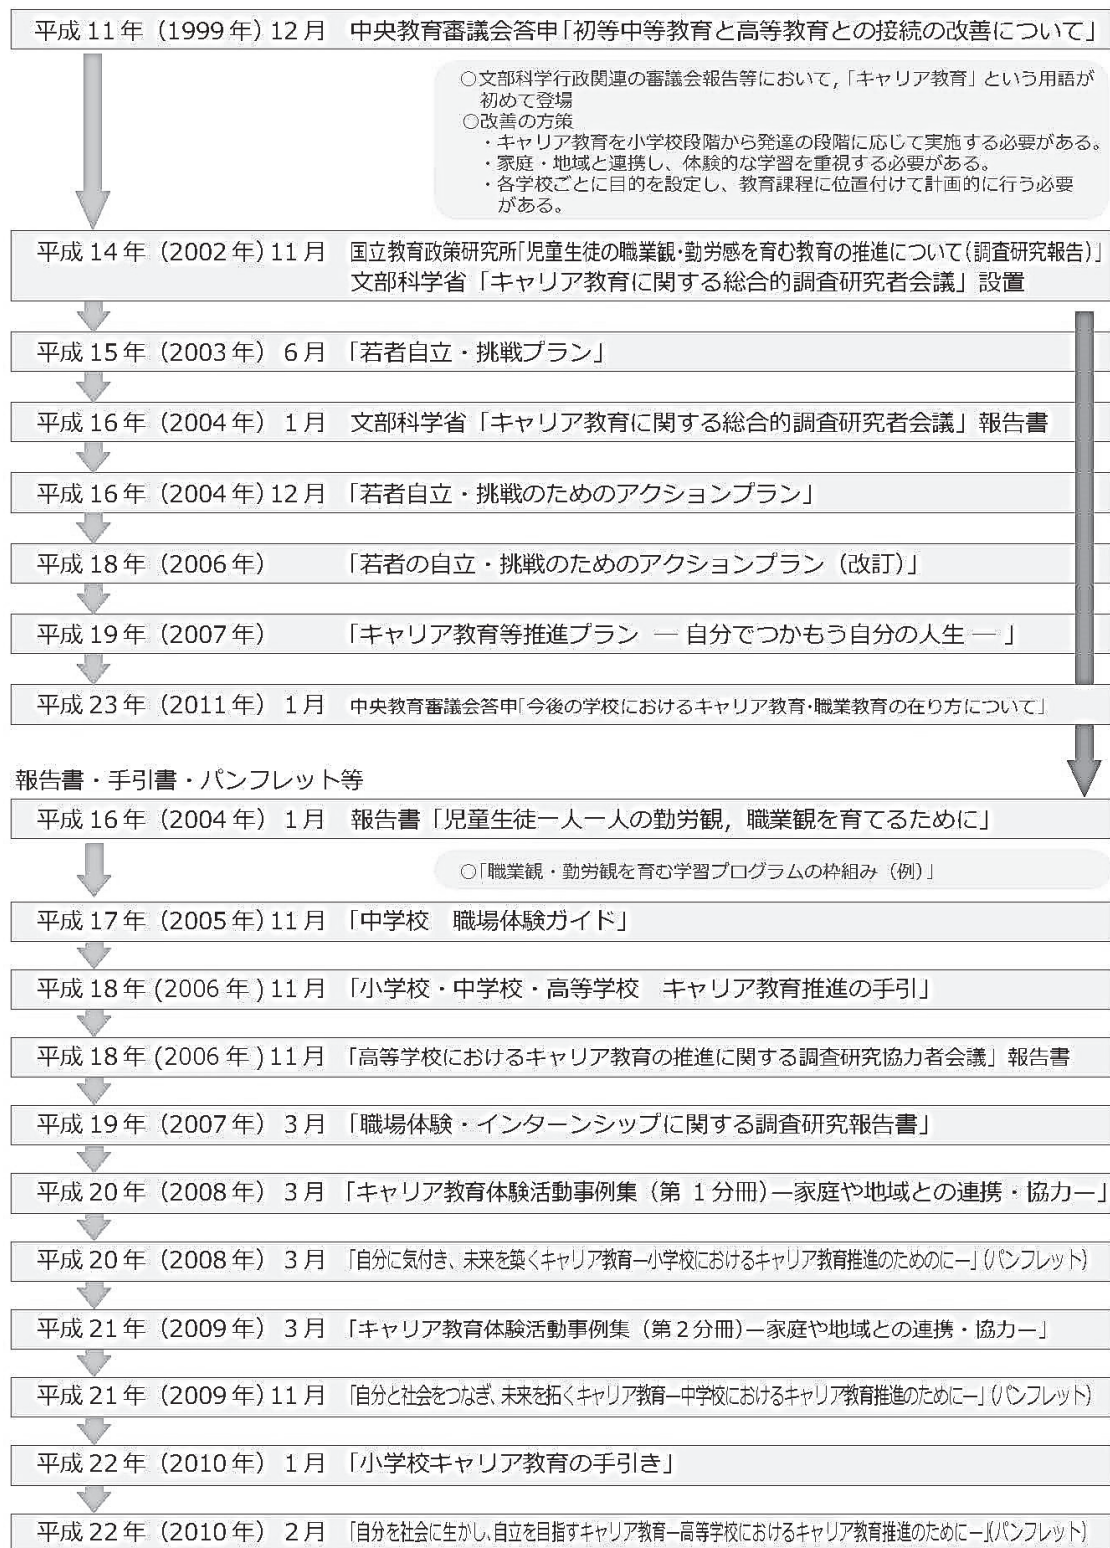 平成 11 年（1999 年）12 月　中央教育審議会答申「初等中等教育と高等教育との接続の改善について」
○文部科学行政関連の審議会報告等において，「キャリア教育」という用語が
初めて登場
○改善の方策
・キャリア教育を小学校段階から発達の段階に応じて実施する必要がある。
・家庭・地域と連携し、体験的な学習を重視する必要がある。
・各学校ごとに目的を設定し、教育課程に位置付けて計画的に行う必要
がある。
平成 14 年（2002 年）11 月　国立教育政策研究所「児童生徒の職業観・勤労感を育む教育の推進について（調査研究報告）」
文部科学省「キャリア教育に関する総合的調査研究者会議」設置
平成 15 年（2003 年） 6 月　「若者自立・挑戦プラン」
平成 16 年（2004 年） 1 月　文部科学省「キャリア教育に関する総合的調査研究者会議」報告書
平成 16 年（2004 年）12 月　「若者自立・挑戦のためのアクションプラン」
平成 18 年（2006 年）　「若者の自立・挑戦のためのアクションプラン（改訂）」
平成 19 年（2007 年）　「キャリア教育等推進プラン ― 自分でつかもう自分の人生 ― 」
平成 23 年（2011 年） 1 月　中央教育審議会答申「今後の学校におけるキャリア教育・職業教育の在り方について」
報告書・手引書・パンフレット等
平成 16 年（2004 年） 1 月　報告書「児童生徒一人一人の勤労観，職業観を育てるために」
○「職業観・勤労観を育む学習プログラムの枠組み（例）」
平成 17 年（2005 年）11 月　「中学校　職場体験ガイド」
平成 18 年 (2006 年 ) 11 月　「小学校・中学校・高等学校　キャリア教育推進の手引」
平成 18 年 (2006 年 ) 11 月　「高等学校におけるキャリア教育の推進に関する調査研究協力者会議」報告書
平成 19 年（2007 年） 3 月　「職場体験・インターンシップに関する調査研究報告書」
平成 20 年（2008 年） 3 月　「キャリア教育体験活動事例集（第 1 分冊）―家庭や地域との連携・協力―」
平成 20 年（2008 年） 3 月　「自分に気付き、未来を築くキャリア教育―小学校におけるキャリア教育推進のためのに―」（パンフレット）
平成 21 年（2009 年） 3 月　「キャリア教育体験活動事例集（第２分冊）―家庭や地域との連携・協力―」
平成 21 年（2009 年）11 月　「自分と社会をつなぎ、未来を拓くキャリア教育―中学校におけるキャリア教育推進のために―」（パンフレット）
平成 22 年（2010 年） 1 月　「小学校キャリア教育の手引き」
平成 22 年（2010 年） 2 月　「自分を社会に生かし、自立を目指すキャリア教育―高等学校におけるキャリア教育推進のために―」（パンフレット）